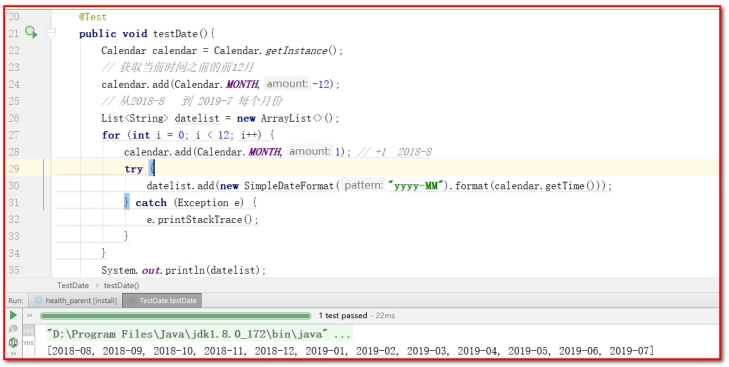 20 @Test
21 public void testDate(){
22 Calendar calendar = Calendar.getInstance();
23 // 获取当前时间之前的前12月
24 calendar.add(Calendar.MONTH, amount: -12);
25 // 从2018-8 到 2019-7 每个月份
26 List<String> datelist = new ArrayList<>();
27 for (int i = 0; i < 12; i++) {
28 calendar.add(Calendar.MONTH, amount: 1); // +1 2018-8
29 try {
30 datelist.add(new SimpleDateFormat( pattern: "yyyy-MM").format(calendar.getTime()));
31 } catch (Exception e) {
32 e.printStackTrace();
33 }
34 }
35 System.out.println(datelist);
TestDate › testDate()
Run: health_parent [install] TestDate.testDate
» 1 test passed - 22ms
ms "D:\Program Files\Java\jdk1.8.0_172\bin\java" ...
ms [2018-08, 2018-09, 2018-10, 2018-11, 2018-12, 2019-01, 2019-02, 2019-03, 2019-04, 2019-05, 2019-06, 2019-07]